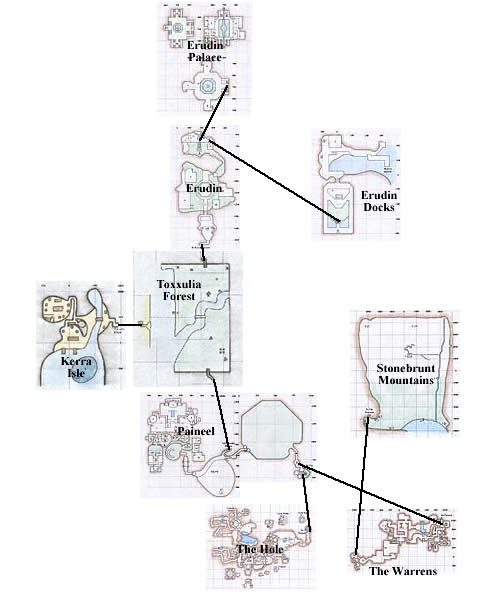 Erudin
Palace
Erudin
Erudin
Docks
Toxxulia
Forest
Kerra
Isle
Stonebrunt
Mountains
Paineel
The Hole
The Warrens